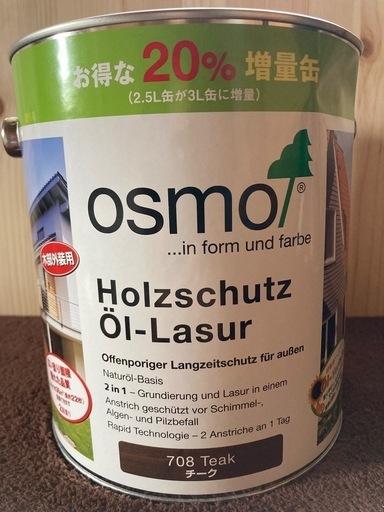 お得な20%増量缶
(2.5L缶が3L缶に増量)
osmo®
...in form und farbe
木部外装用
Holzschutz
Öl-Lasur
Offenporiger Langzeitschutz für außen
Naturöl-Basis
2 in 1 – Grundierung und Lasur in einem
Anstrich geschützt vor Schimmel-,
Algen- und Pilzbefall
Rapid Technologie – 2 Anstriche an 1 Tag
708 Teak
チーク